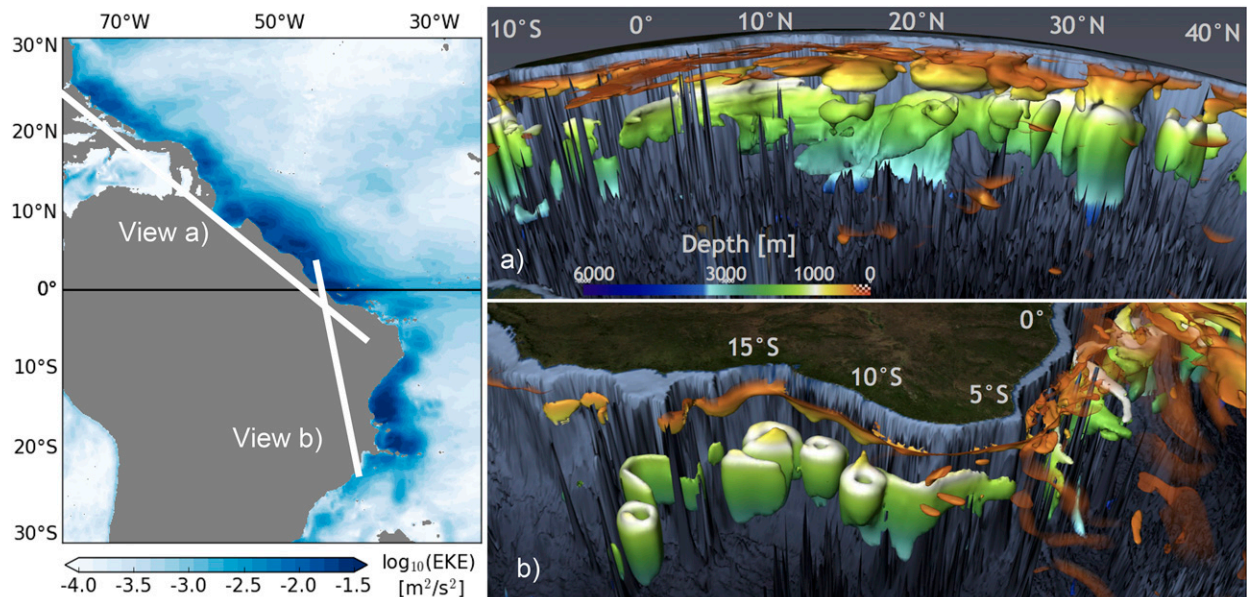 70°W 50°W 30°W
30°N
20°N
10°N
0°
10°S
20°S
30°S
View a)
View b)
-4.0 -3.5 -3.0 -2.5 -2.0 -1.5
log₁₀(EKE)
[m²/s²]
10°S 0° 10°N 20°N 30°N 40°N
Depth [m]
6000 3000 1000 0
a)
0°
15°S
10°S
5°S
b)